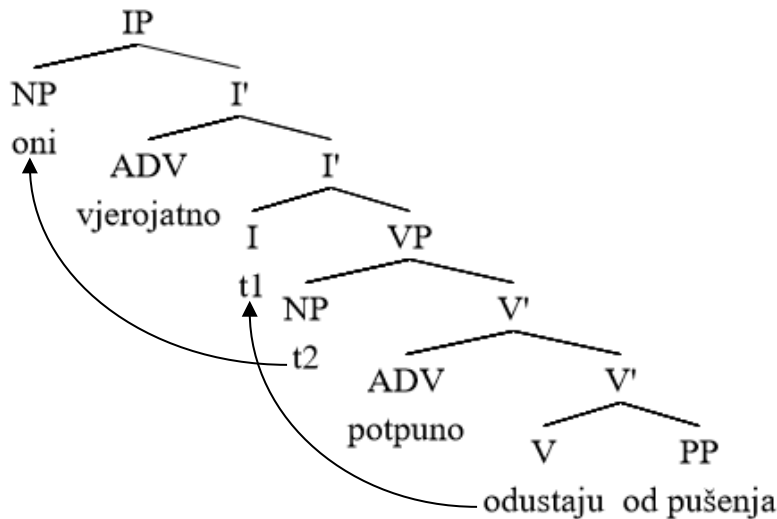 IP
NP I'
oni
ADV I'
vjerojatno
I VP
t1
NP V'
t2
ADV V'
potpuno
V PP
odustaju od pušenja